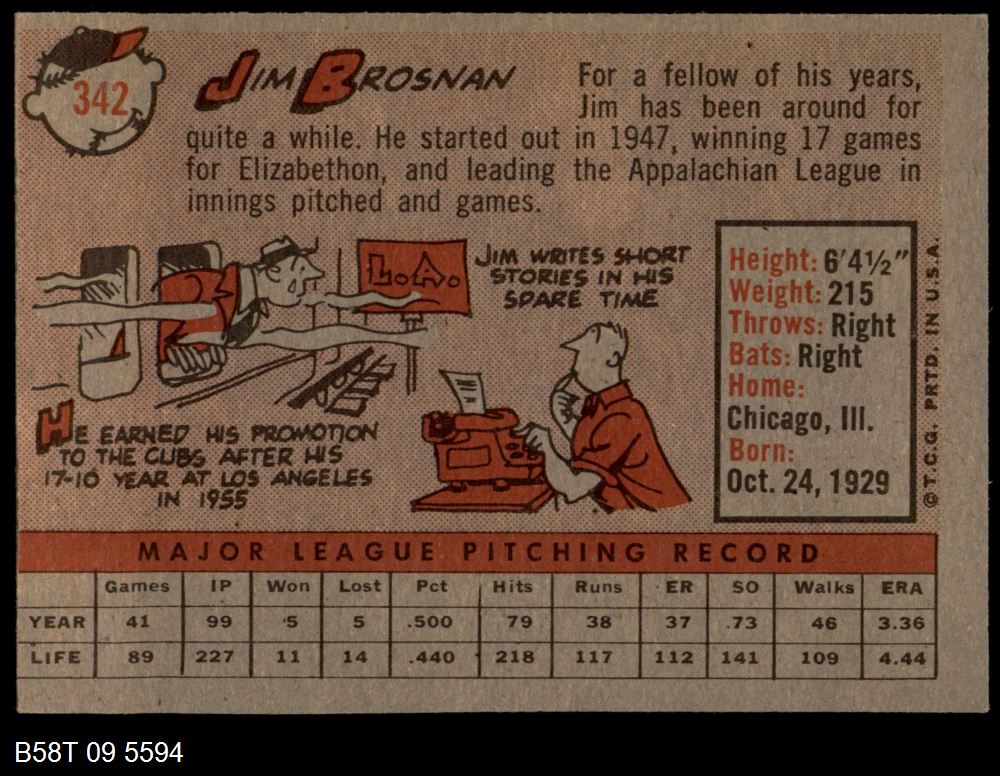 342
JIM BROSNAN
For a fellow of his years,
Jim has been around for
quite a while. He started out in 1947, winning 17 games
for Elizabethon, and leading the Appalachian League in
innings pitched and games.
L.A.
JIM WRITES SHORT
STORIES IN HIS
SPARE TIME
HE EARNED HIS PROMOTION
TO THE CUBS AFTER HIS
17-10 YEAR AT LOS ANGELES
IN 1955
Height: 6'4½"
Weight: 215
Throws: Right
Bats: Right
Home:
Chicago, Ill.
Born:
Oct. 24, 1929
© T.C.G. PRTD. IN U.S.A.
MAJOR LEAGUE PITCHING RECORD
Games IP Won Lost Pct Hits Runs ER SO Walks ERA
YEAR 41 99 5 5 .500 79 38 37 .73 46 3.36
LIFE 89 227 11 14 .440 218 117 112 141 109 4.44
B58T 09 5594